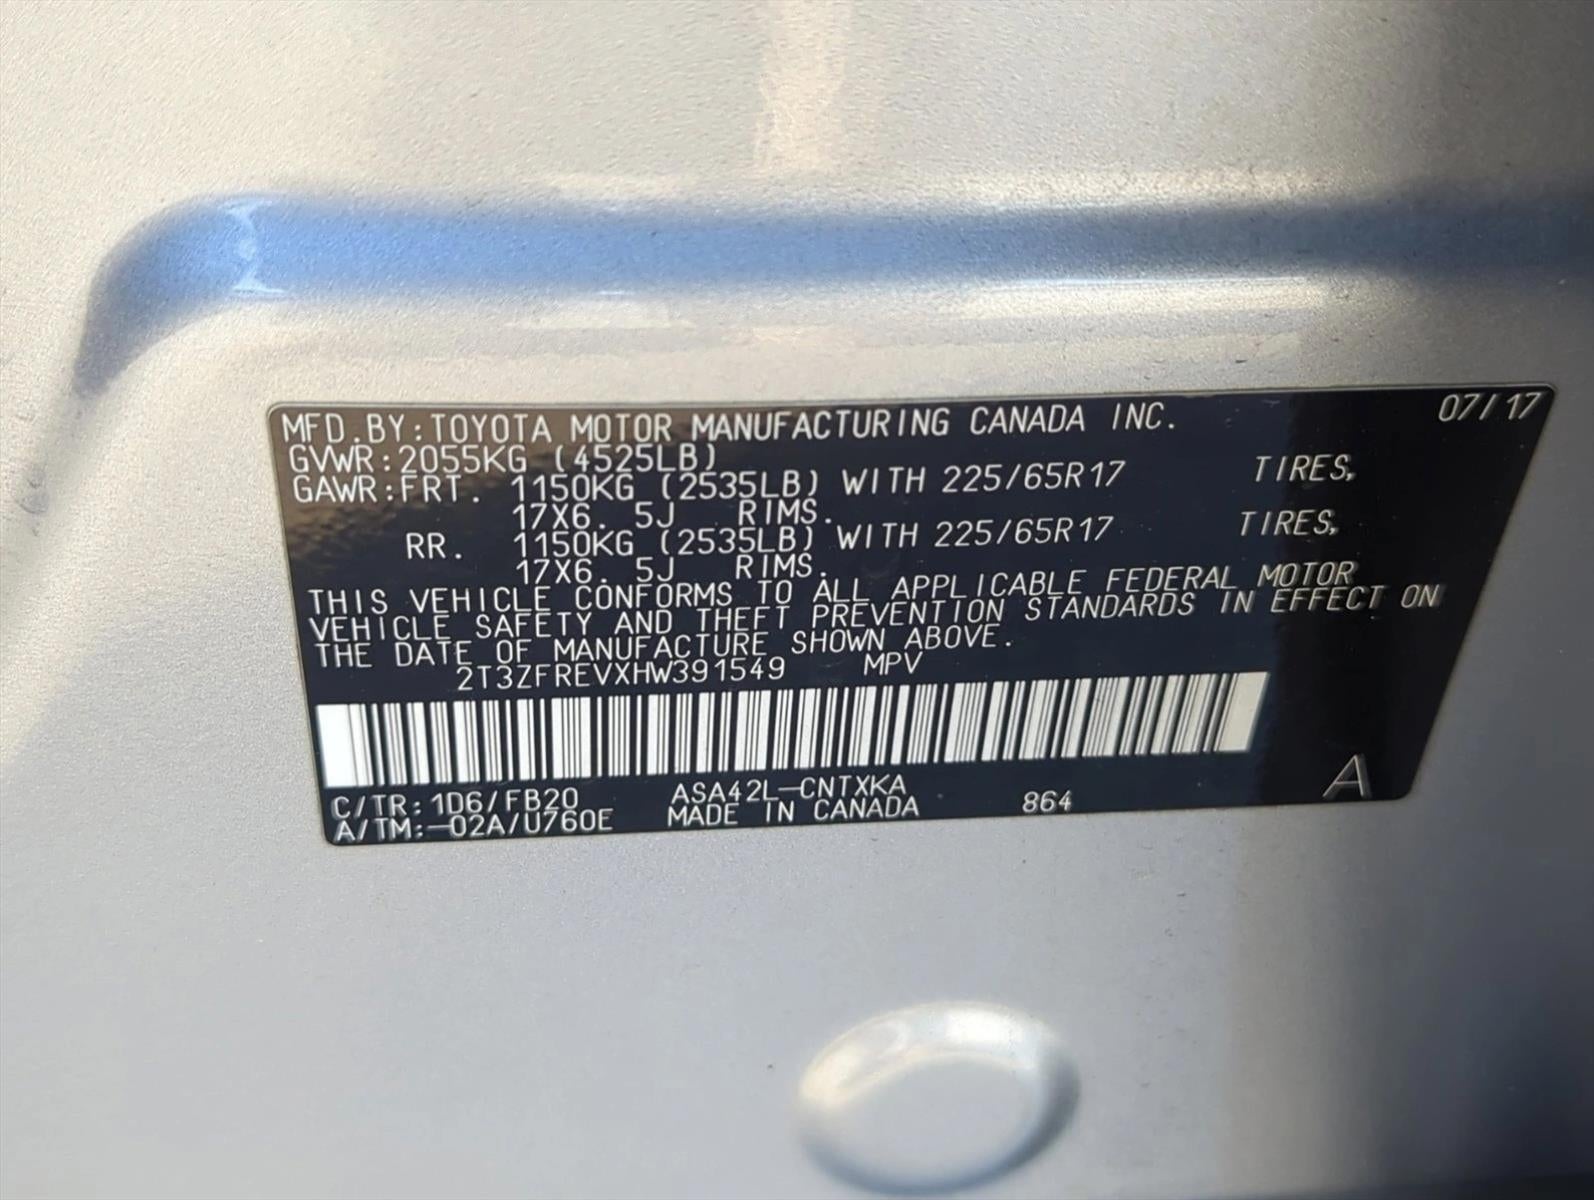 MFD.BY:TOYOTA MOTOR MANUFACTURING CANADA INC. 07/17
GVWR:2055KG (4525LB)
GAWR:FRT. 1150KG (2535LB) WITH 225/65R17 TIRES,
17X6.5J RIMS.
RR. 1150KG (2535LB) WITH 225/65R17 TIRES,
17X6.5J RIMS.
THIS VEHICLE CONFORMS TO ALL APPLICABLE FEDERAL MOTOR
VEHICLE SAFETY AND THEFT PREVENTION STANDARDS IN EFFECT ON
THE DATE OF MANUFACTURE SHOWN ABOVE.
2T3ZFREVXHW391549 MPV
C/TR:1D6/FB20 ASA42L-CNTXKA
A/TM:-02A/U760E MADE IN CANADA 864 A